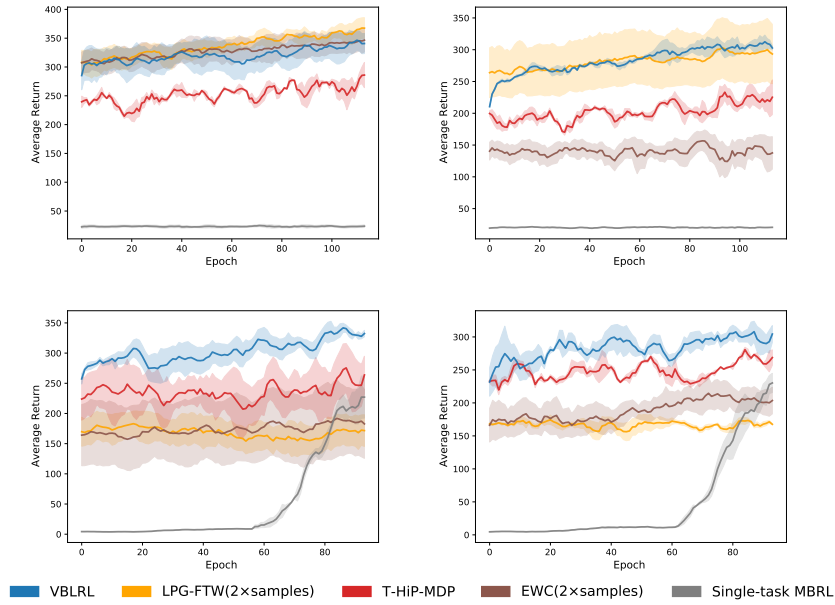 400
350
300
250
200
150
100
50
Average Return
0 20 40 60 80 100
Epoch
350
300
250
200
150
100
50
Average Return
0 20 40 60 80 100
Epoch
350
300
250
200
150
100
50
0
Average Return
0 20 40 60 80
Epoch
300
250
200
150
100
50
0
Average Return
0 20 40 60 80
Epoch
VBLRL LPG-FTW(2×samples) T-HiP-MDP EWC(2×samples) Single-task MBRL